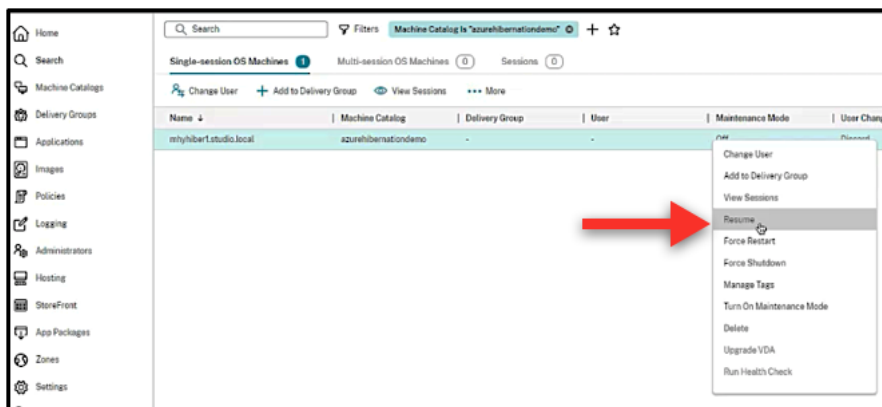 Home
Search
Machine Catalogs
Delivery Groups
Applications
Images
Policies
Logging
Administrators
Hosting
StoreFront
App Packages
Zones
Settings
Search
Filters
Machine Catalog Is "azurehibernationdemo"
Single-session OS Machines 1
Multi-session OS Machines 0
Sessions 0
Change User
Add to Delivery Group
View Sessions
More
Name ↓ Machine Catalog Delivery Group User Maintenance Mode User Chang
mhyhiber1.studio.local azurehibernationdemo - - Off Discard
Change User
Add to Delivery Group
View Sessions
Resume
Force Restart
Force Shutdown
Manage Tags
Turn On Maintenance Mode
Delete
Upgrade VDA
Run Health Check